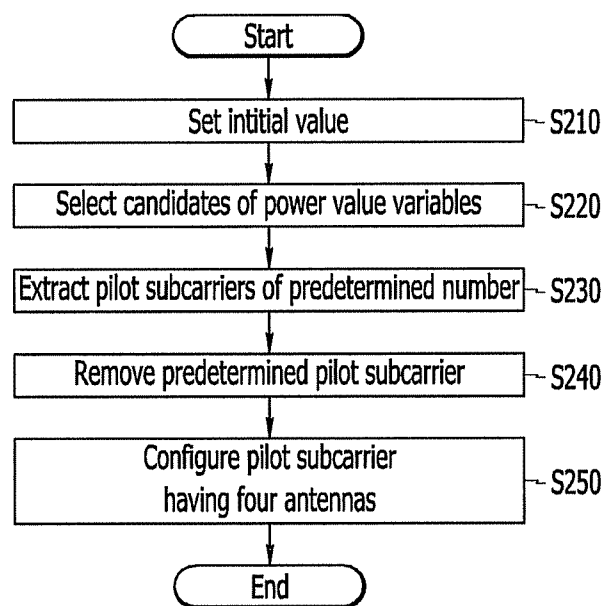 Start
Set intitial value
S210
Select candidates of power value variables
S220
Extract pilot subcarriers of predetermined number
S230
Remove predetermined pilot subcarrier
S240
Configure pilot subcarrier
having four antennas
S250
End